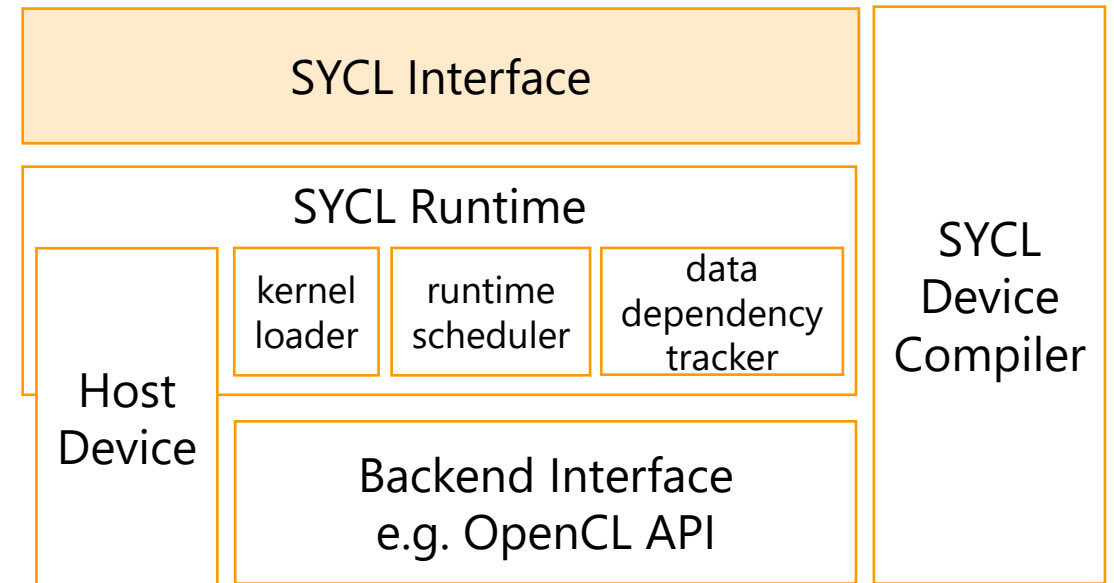 SYCL Interface
SYCL Runtime
kernel
loader
runtime
scheduler
data
dependency
tracker
Host
Device
Backend Interface
e.g. OpenCL API
SYCL
Device
Compiler